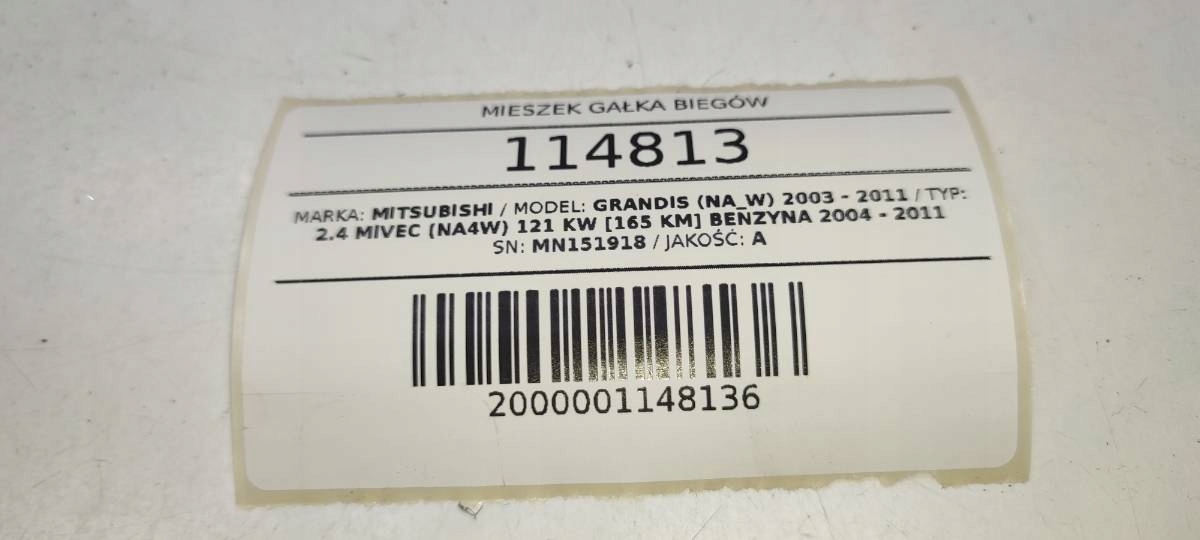 MIESZEK GAŁKA BIEGÓW
114813
MARKA: MITSUBISHI / MODEL: GRANDIS (NA_W) 2003 - 2011 / TYP:
2.4 MIVEC (NA4W) 121 KW [165 KM] BENZYNA 2004 - 2011
SN: MN151918 / JAKOŚĆ: A
2000001148136